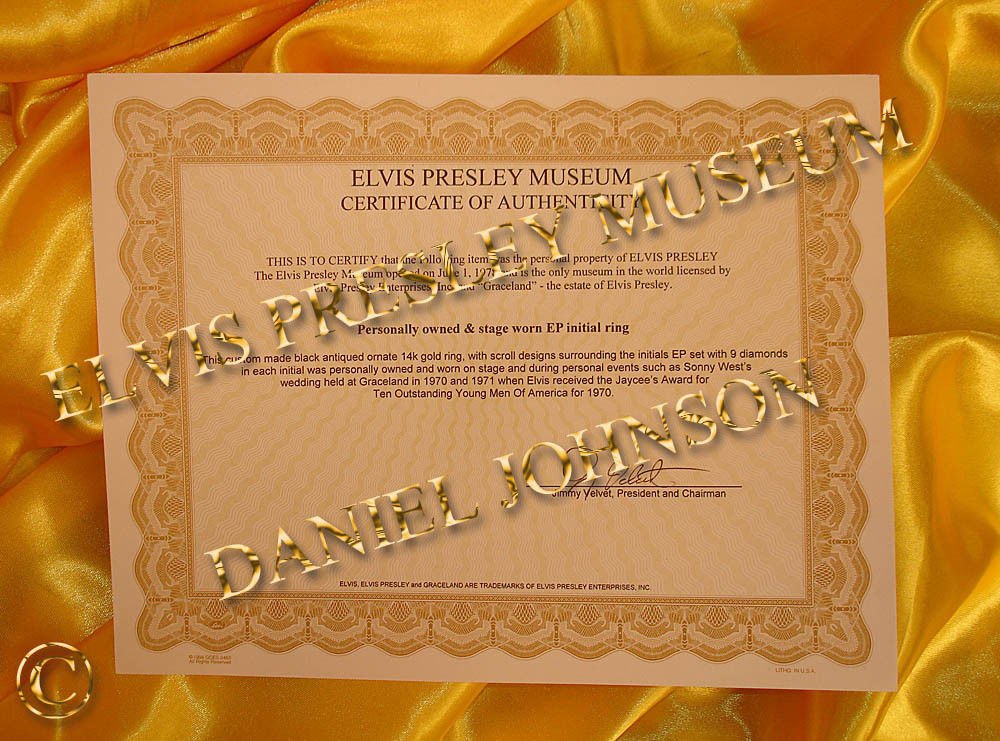 ELVIS PRESLEY MUSEUM
CERTIFICATE OF AUTHENTICITY
THIS IS TO CERTIFY that the following item was the personal property of ELVIS PRESLEY
The Elvis Presley Museum opened on 1, and is the only museum in the world licensed by
Elvis Presley Enterprises, Inc. and "Graceland" - the estate of Elvis Presley.
Personally owned & stage worn EP initial ring
This custom made black antiqued ornate 14k gold ring, with scroll designs surrounding the initials EP set with 9 diamonds
in each initial was personally owned and worn on stage and during personal events such as Sonny West's
wedding held at Graceland in 1970 and 1971 when Elvis received the Jaycee's Award for
Ten Outstanding Young Men Of America for 1970.
Jimmy Velvet, President and Chairman
ELVIS, ELVIS PRESLEY and GRACELAND ARE TRADEMARKS OF ELVIS PRESLEY ENTERPRISES, INC.
All Rights Reserved
LITHO. IN U.S.A.
ELVIS PRESLEY MUSEUM
DANIEL JOHNSON
©